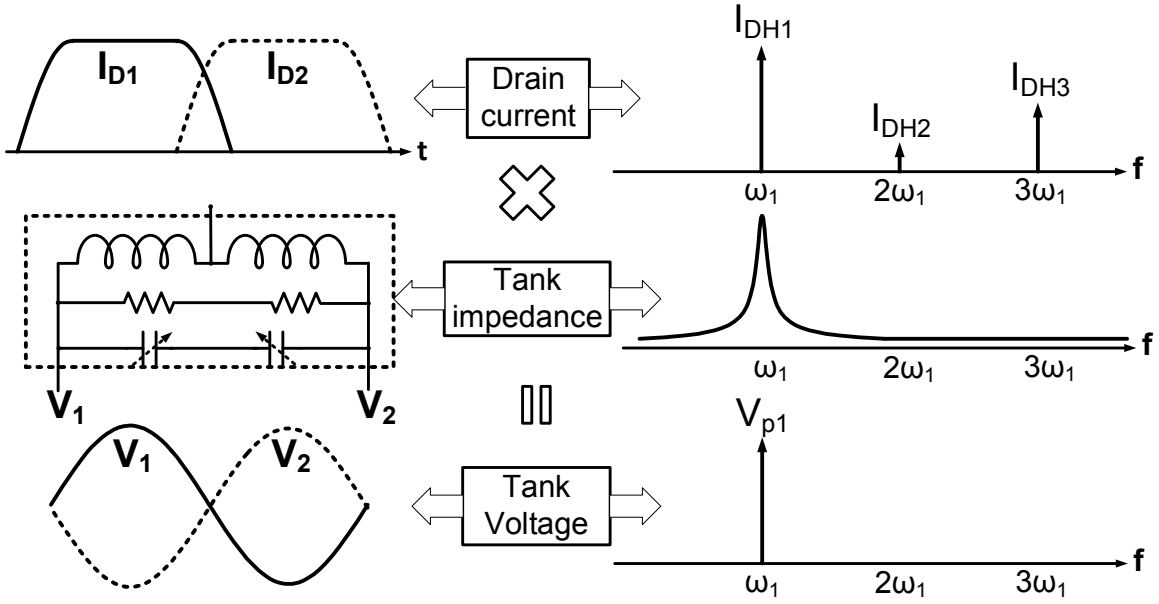 I_D1
I_D2
t
Drain
current
I_DH1
I_DH2
I_DH3
f
ω₁
2ω₁
3ω₁
Tank
impedance
f
ω₁
2ω₁
3ω₁
V₁
V₂
V_p1
V₁
V₂
Tank
Voltage
f
ω₁
2ω₁
3ω₁